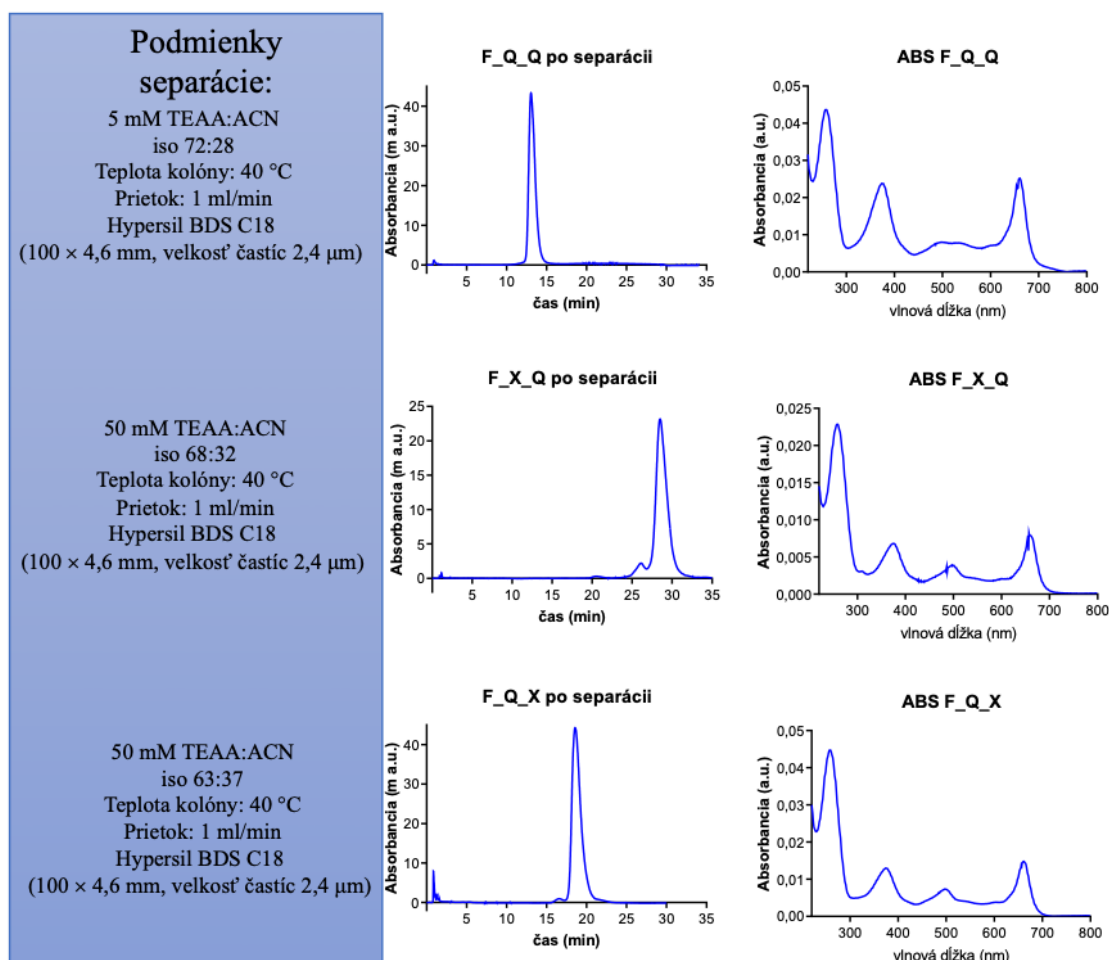 Podmienky
separácie:
5 mM TEAA:ACN
iso 72:28
Teplota kolóny: 40 °C
Prietok: 1 ml/min
Hypersil BDS C18
(100 × 4,6 mm, velkosť častíc 2,4 µm)
F_Q_Q po separácii
Absorbancia (m a.u.)
40
30
20
10
0
5 10 15 20 25 30 35
čas (min)
ABS F_Q_Q
Absorbancia (a.u.)
0,05
0,04
0,03
0,02
0,01
0,00
300 400 500 600 700 800
vlnová dĺžka (nm)
50 mM TEAA:ACN
iso 68:32
Teplota kolóny: 40 °C
Prietok: 1 ml/min
Hypersil BDS C18
(100 × 4,6 mm, velkosť častíc 2,4 µm)
F_X_Q po separácii
Absorbancia (m a.u.)
25
20
15
10
5
0
5 10 15 20 25 30 35
čas (min)
ABS F_X_Q
Absorbancia (a.u.)
0,025
0,020
0,015
0,010
0,005
0,000
300 400 500 600 700 800
vlnová dĺžka (nm)
50 mM TEAA:ACN
iso 63:37
Teplota kolóny: 40 °C
Prietok: 1 ml/min
Hypersil BDS C18
(100 × 4,6 mm, velkosť častíc 2,4 µm)
F_Q_X po separácii
Absorbancia (m a.u.)
40
30
20
10
0
5 10 15 20 25 30 35
čas (min)
ABS F_Q_X
Absorbancia (a.u.)
0,05
0,04
0,03
0,02
0,01
0,00
300 400 500 600 700 800
vlnová dĺžka (nm)